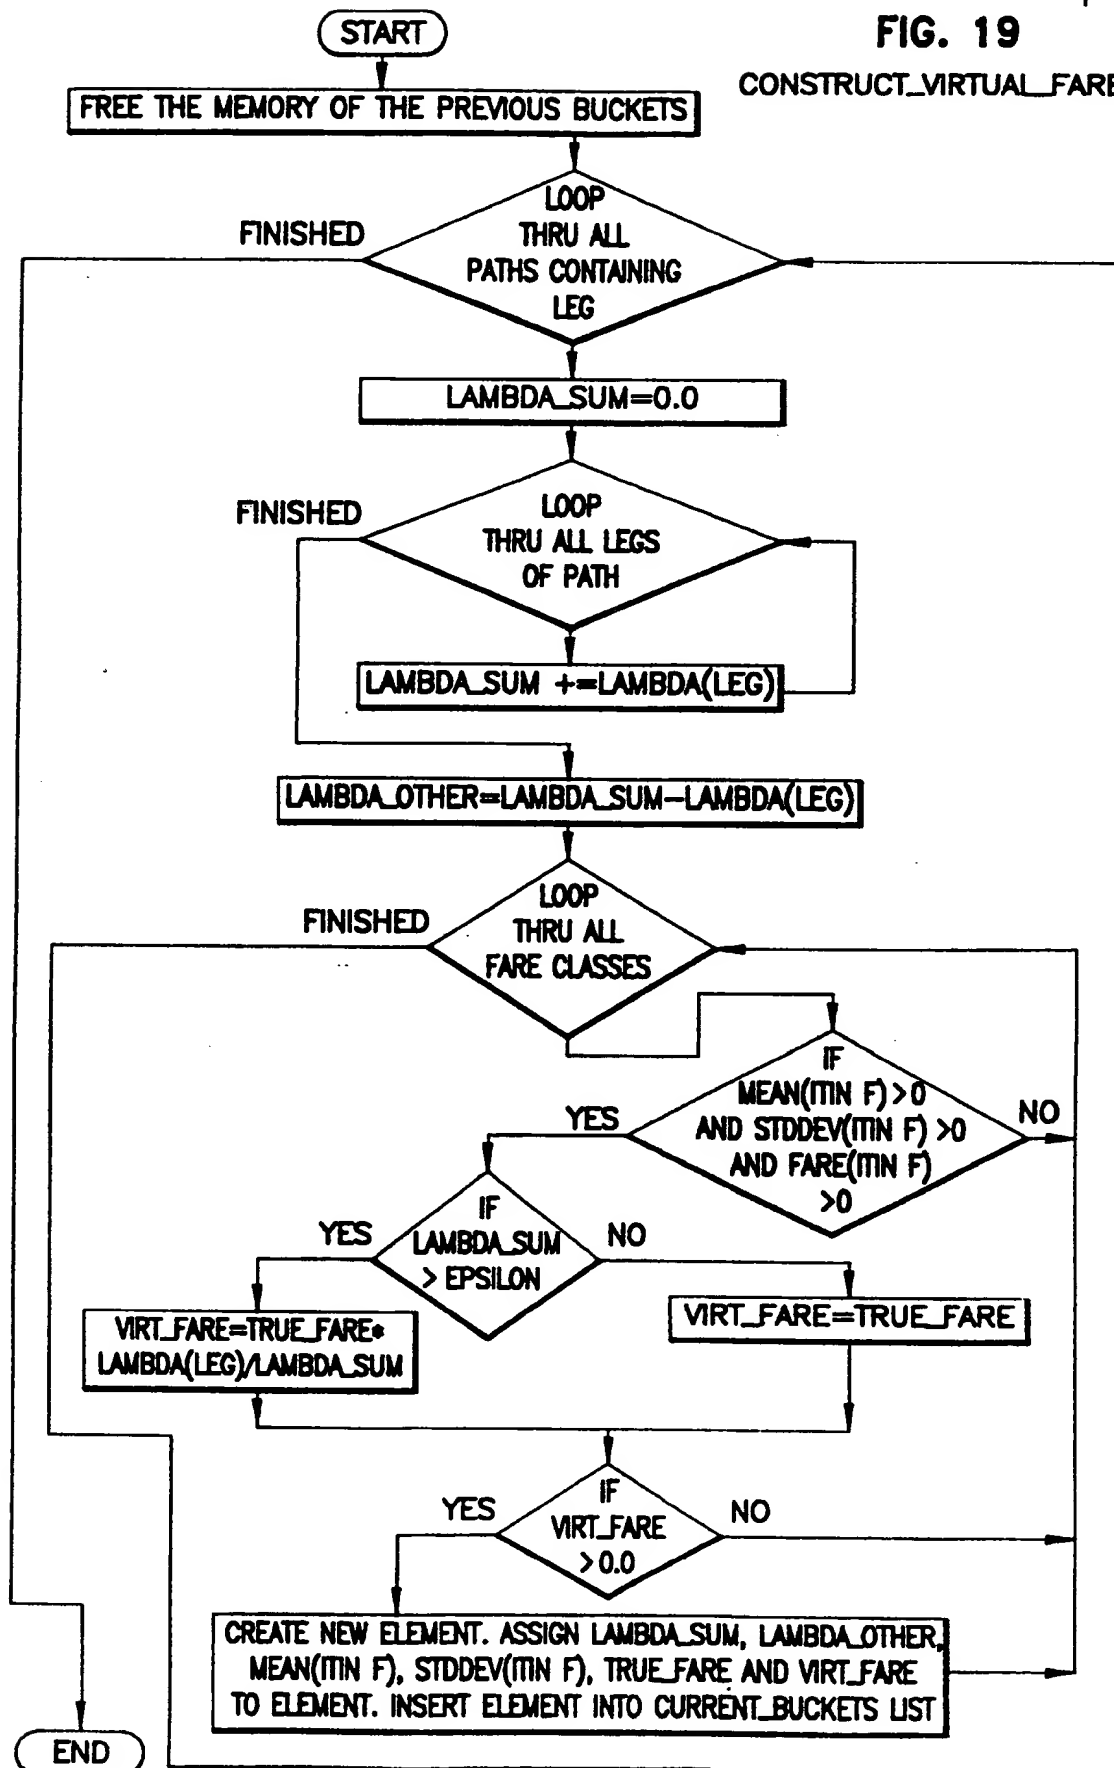 START
FIG. 19
CONSTRUCT_VIRTUAL_FARE
FREE THE MEMORY OF THE PREVIOUS BUCKETS
LOOP
THRU ALL
PATHS CONTAINING
LEG
FINISHED
LAMBDA_SUM=0.0
LOOP
THRU ALL LEGS
OF PATH
FINISHED
LAMBDA_SUM +=LAMBDA(LEG)
LAMBDA_OTHER=LAMBDA_SUM-LAMBDA(LEG)
LOOP
THRU ALL
FARE CLASSES
FINISHED
IF
MEAN(ITIN F)>0
AND STDDEV(ITIN F) >0
AND FARE(ITIN F)
>0
YES
NO
IF
LAMBDA_SUM
> EPSILON
YES
NO
VIRT_FARE=TRUE_FARE*
LAMBDA(LEG)/LAMBDA_SUM
VIRT_FARE=TRUE_FARE
IF
VIRT_FARE
>0.0
YES
NO
CREATE NEW ELEMENT. ASSIGN LAMBDA_SUM, LAMBDA_OTHER,
MEAN(ITIN F), STDDEV(ITIN F), TRUE_FARE AND VIRT_FARE
TO ELEMENT. INSERT ELEMENT INTO CURRENT_BUCKETS LIST
END